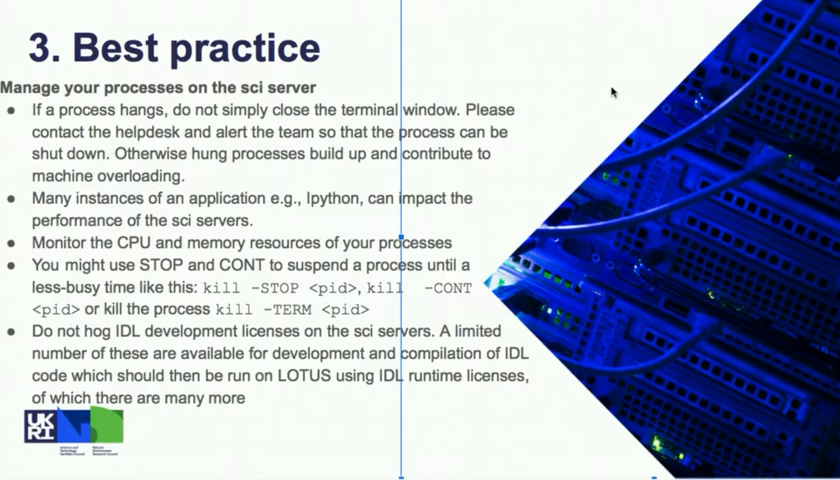 3. Best practice
Manage your processes on the sci server
● If a process hangs, do not simply close the terminal window. Please
contact the helpdesk and alert the team so that the process can be
shut down. Otherwise hung processes build up and contribute to
machine overloading.
● Many instances of an application e.g., Ipython, can impact the
performance of the sci servers.
● Monitor the CPU and memory resources of your processes
● You might use STOP and CONT to suspend a process until a
less-busy time like this: kill -STOP <pid>, kill -CONT
<pid> or kill the process kill -TERM <pid>
● Do not hog IDL development licenses on the sci servers. A limited
number of these are available for development and compilation of IDL
code which should then be run on LOTUS using IDL runtime licenses,
of which there are many more
UK
RI